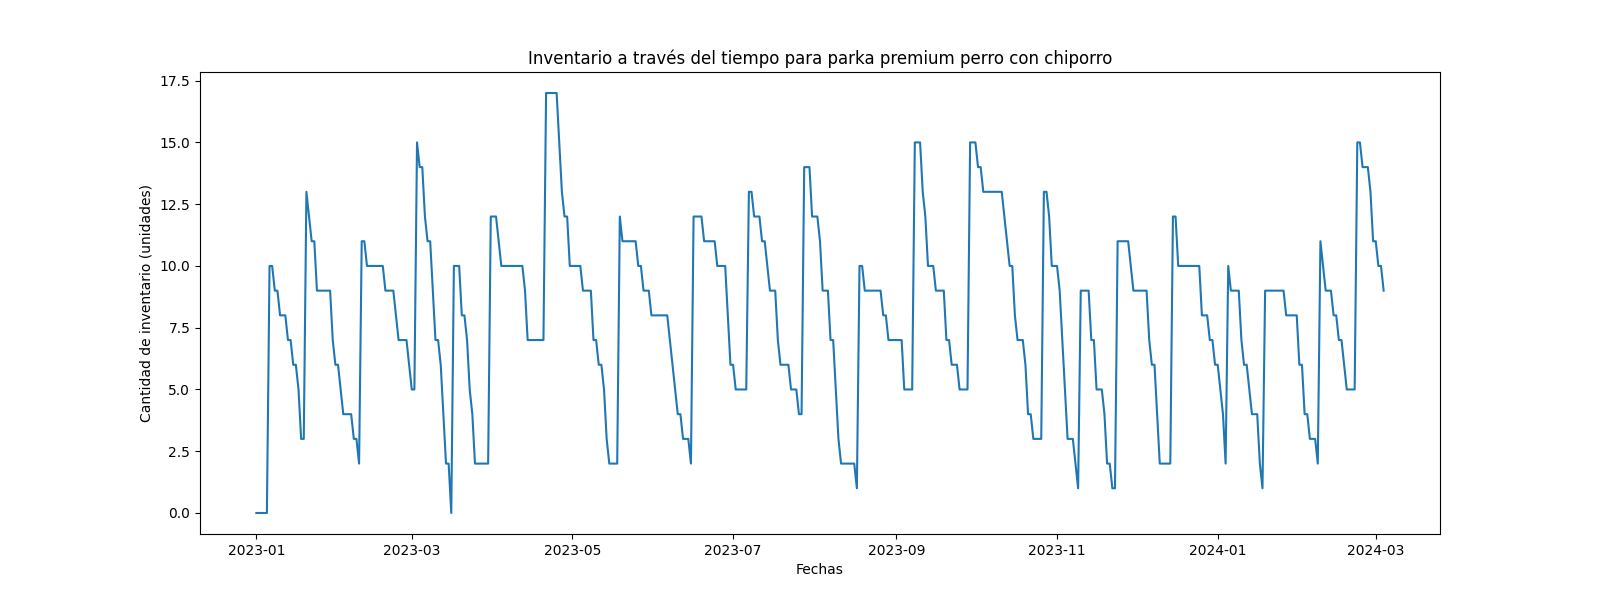 Inventario a través del tiempo para parka premium perro con chiporro
Cantidad de inventario (unidades)
17.5
15.0
12.5
10.0
7.5
5.0
2.5
0.0
2023-01 2023-03 2023-05 2023-07 2023-09 2023-11 2024-01 2024-03
Fechas